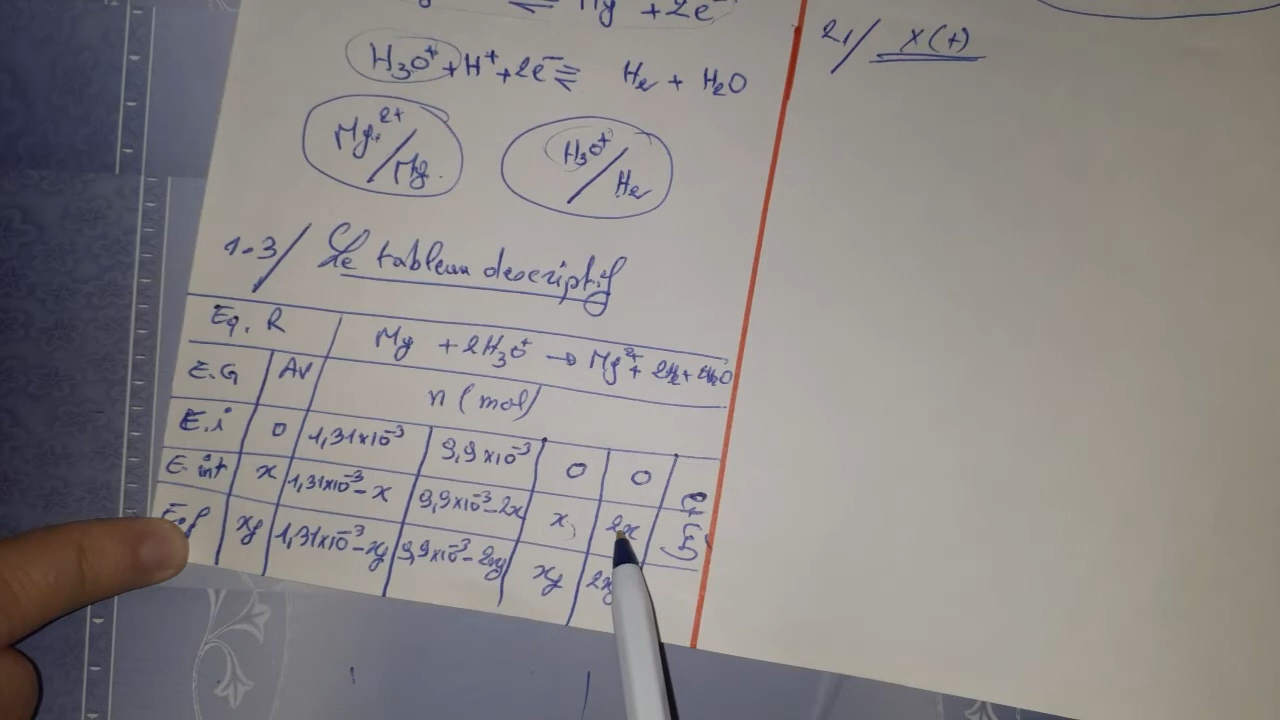 ⇌ Mg + 2e⁻
H₃O⁺ + H⁺ + 2e⁻ ⇌ H₂ + H₂O
Mg²⁺/Mg H₃O⁺/H₂
1.3/ Le tableau descriptif
Eq. R Mg + 2H₃O⁺ → Mg²⁺ + 2H₂ + 2H₂O
E.G Av n (mol)
E.i 0 1,31×10⁻³ 9,9×10⁻³ 0 0
E. int x 1,31×10⁻³-x 9,9×10⁻³-2x x 2x
E.f xf 1,31×10⁻³-xf 9,9×10⁻³-2xf xf 2xf
2,/ X(t)